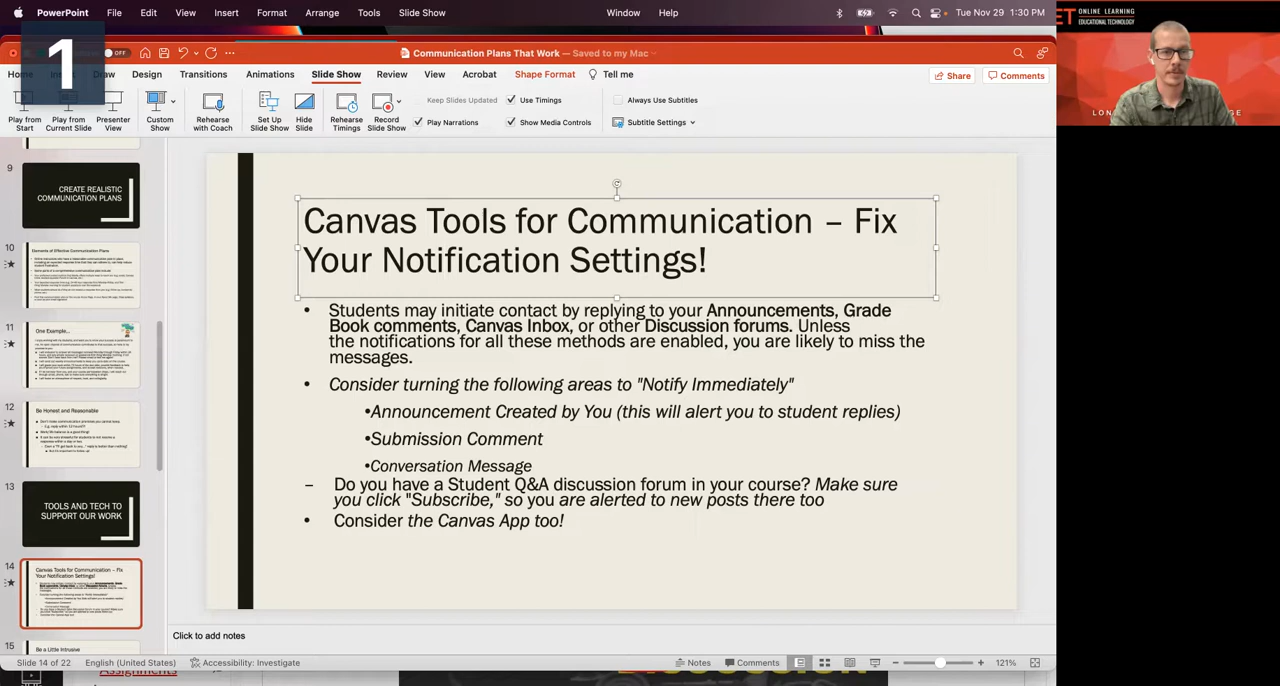 PowerPoint File Edit View Insert Format Arrange Tools Slide Show Window Help Tue Nov 29 1:30 PM
ET ONLINE LEARNING
EDUCATIONAL TECHNOLOGY
1
OFF
Communication Plans That Work — Saved to my Mac
Home Draw Design Transitions Animations Slide Show Review View Acrobat Shape Format Tell me
Share Comments
Play from Start
Play from Current Slide
Presenter View
Custom Show
Rehearse with Coach
Set Up Slide Show
Hide Slide
Rehearse Timings
Record Slide Show
Keep Slides Updated
Play Narrations
Use Timings
Show Media Controls
Always Use Subtitles
Subtitle Settings
9
CREATE REALISTIC
COMMUNICATION PLANS
10
Elements of Effective Communication Plans
11
One Example...
12
Be Honest and Reasonable
13
TOOLS AND TECH TO
SUPPORT OUR WORK
14
Canvas Tools for Communication – Fix
Your Notification Settings!
15
Be a Little Intrusive
Canvas Tools for Communication – Fix
Your Notification Settings!
• Students may initiate contact by replying to your Announcements, Grade
Book comments, Canvas Inbox, or other Discussion forums. Unless
the notifications for all these methods are enabled, you are likely to miss the
messages.
• Consider turning the following areas to "Notify Immediately"
•Announcement Created by You (this will alert you to student replies)
•Submission Comment
•Conversation Message
– Do you have a Student Q&A discussion forum in your course? Make sure
you click "Subscribe," so you are alerted to new posts there too
• Consider the Canvas App too!
Click to add notes
Slide 14 of 22 English (United States) Accessibility: Investigate Notes Comments 121%
Assignments